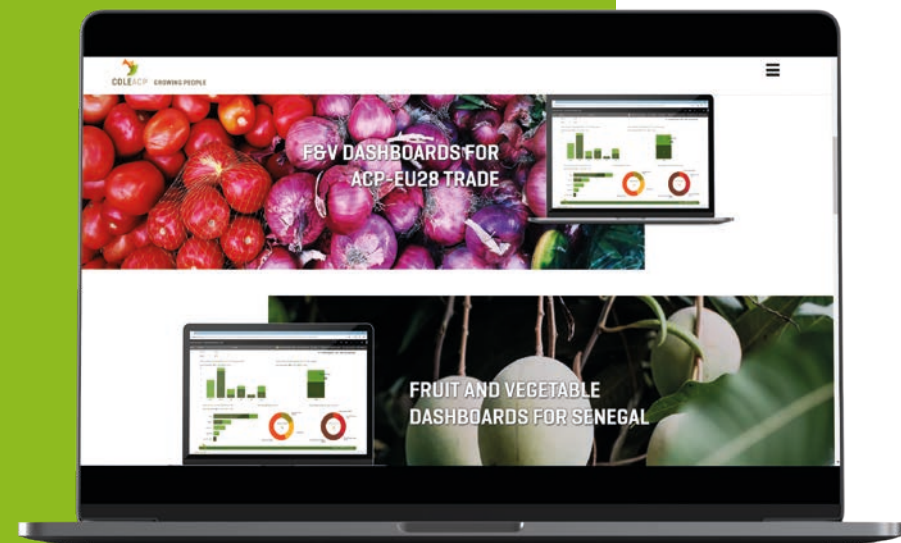 COLEACP GROWING PEOPLE
F&V DASHBOARDS FOR
ACP-EU28 TRADE
FRUIT AND VEGETABLE
DASHBOARDS FOR SENEGAL